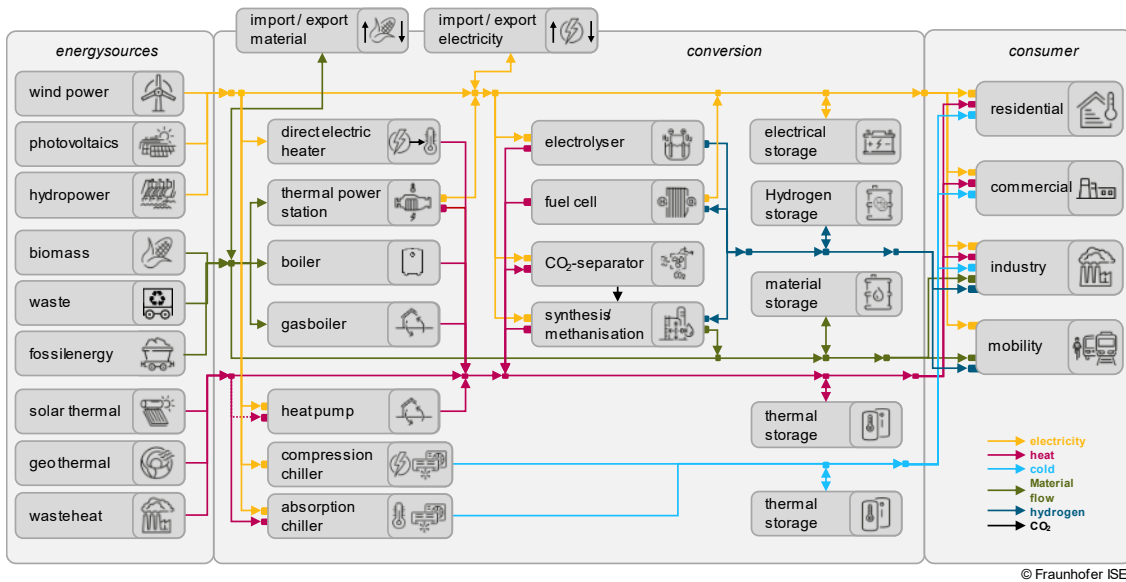 import / export
material
import / export
electricity
energysources
conversion
consumer
wind power
photovoltaics
hydropower
biomass
waste
fossilenergy
solar thermal
geothermal
wasteheat
direct electric
heater
thermal power
station
boiler
gasboiler
heat pump
compression
chiller
absorption
chiller
electrolyser
fuel cell
CO₂-separator
CO₂
synthesis/
methanisation
electrical
storage
Hydrogen
storage
material
storage
thermal
storage
thermal
storage
residential
commercial
industry
mobility
electricity
heat
cold
Material
flow
hydrogen
CO₂
© Fraunhofer ISE